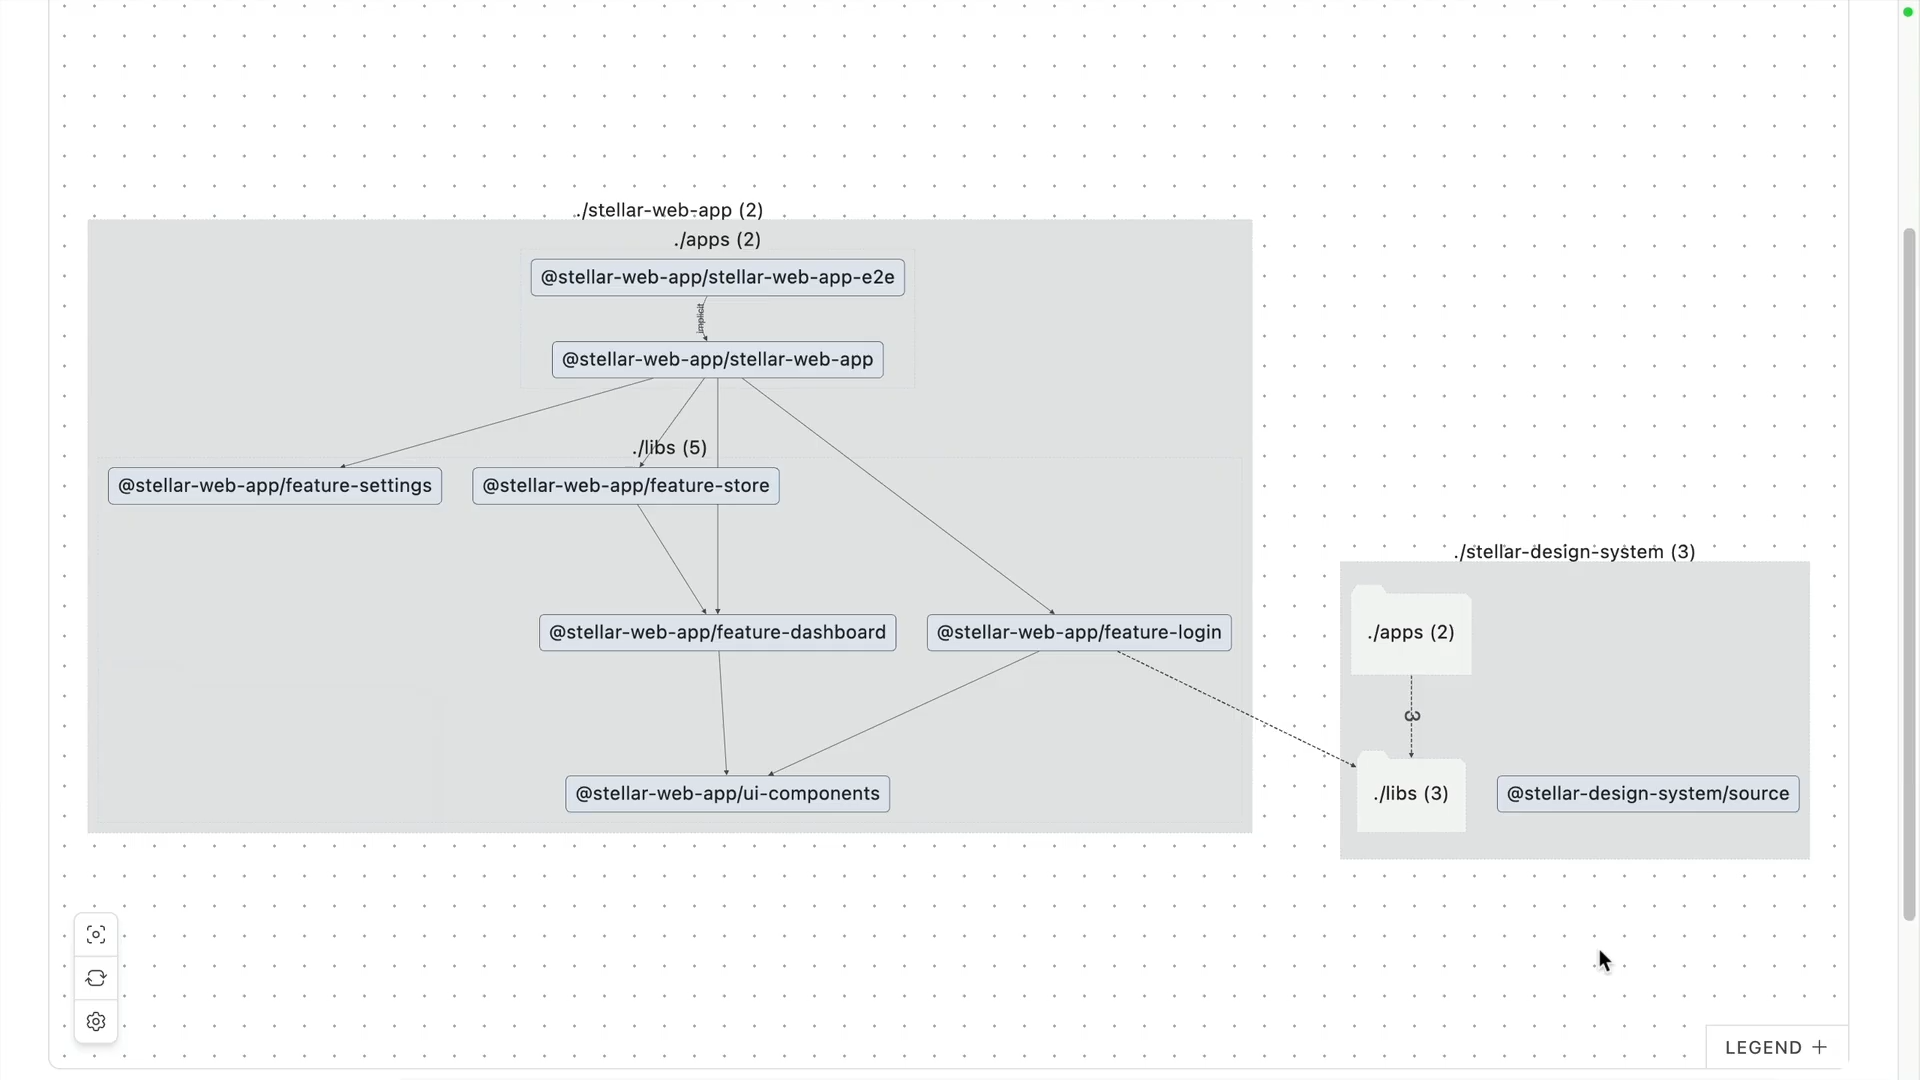 ./stellar-web-app (2)
./apps (2)
@stellar-web-app/stellar-web-app-e2e
implicit
@stellar-web-app/stellar-web-app
./libs (5)
@stellar-web-app/feature-settings
@stellar-web-app/feature-store
@stellar-web-app/feature-dashboard
@stellar-web-app/feature-login
@stellar-web-app/ui-components
./stellar-design-system (3)
./apps (2)
3
./libs (3)
@stellar-design-system/source
LEGEND +